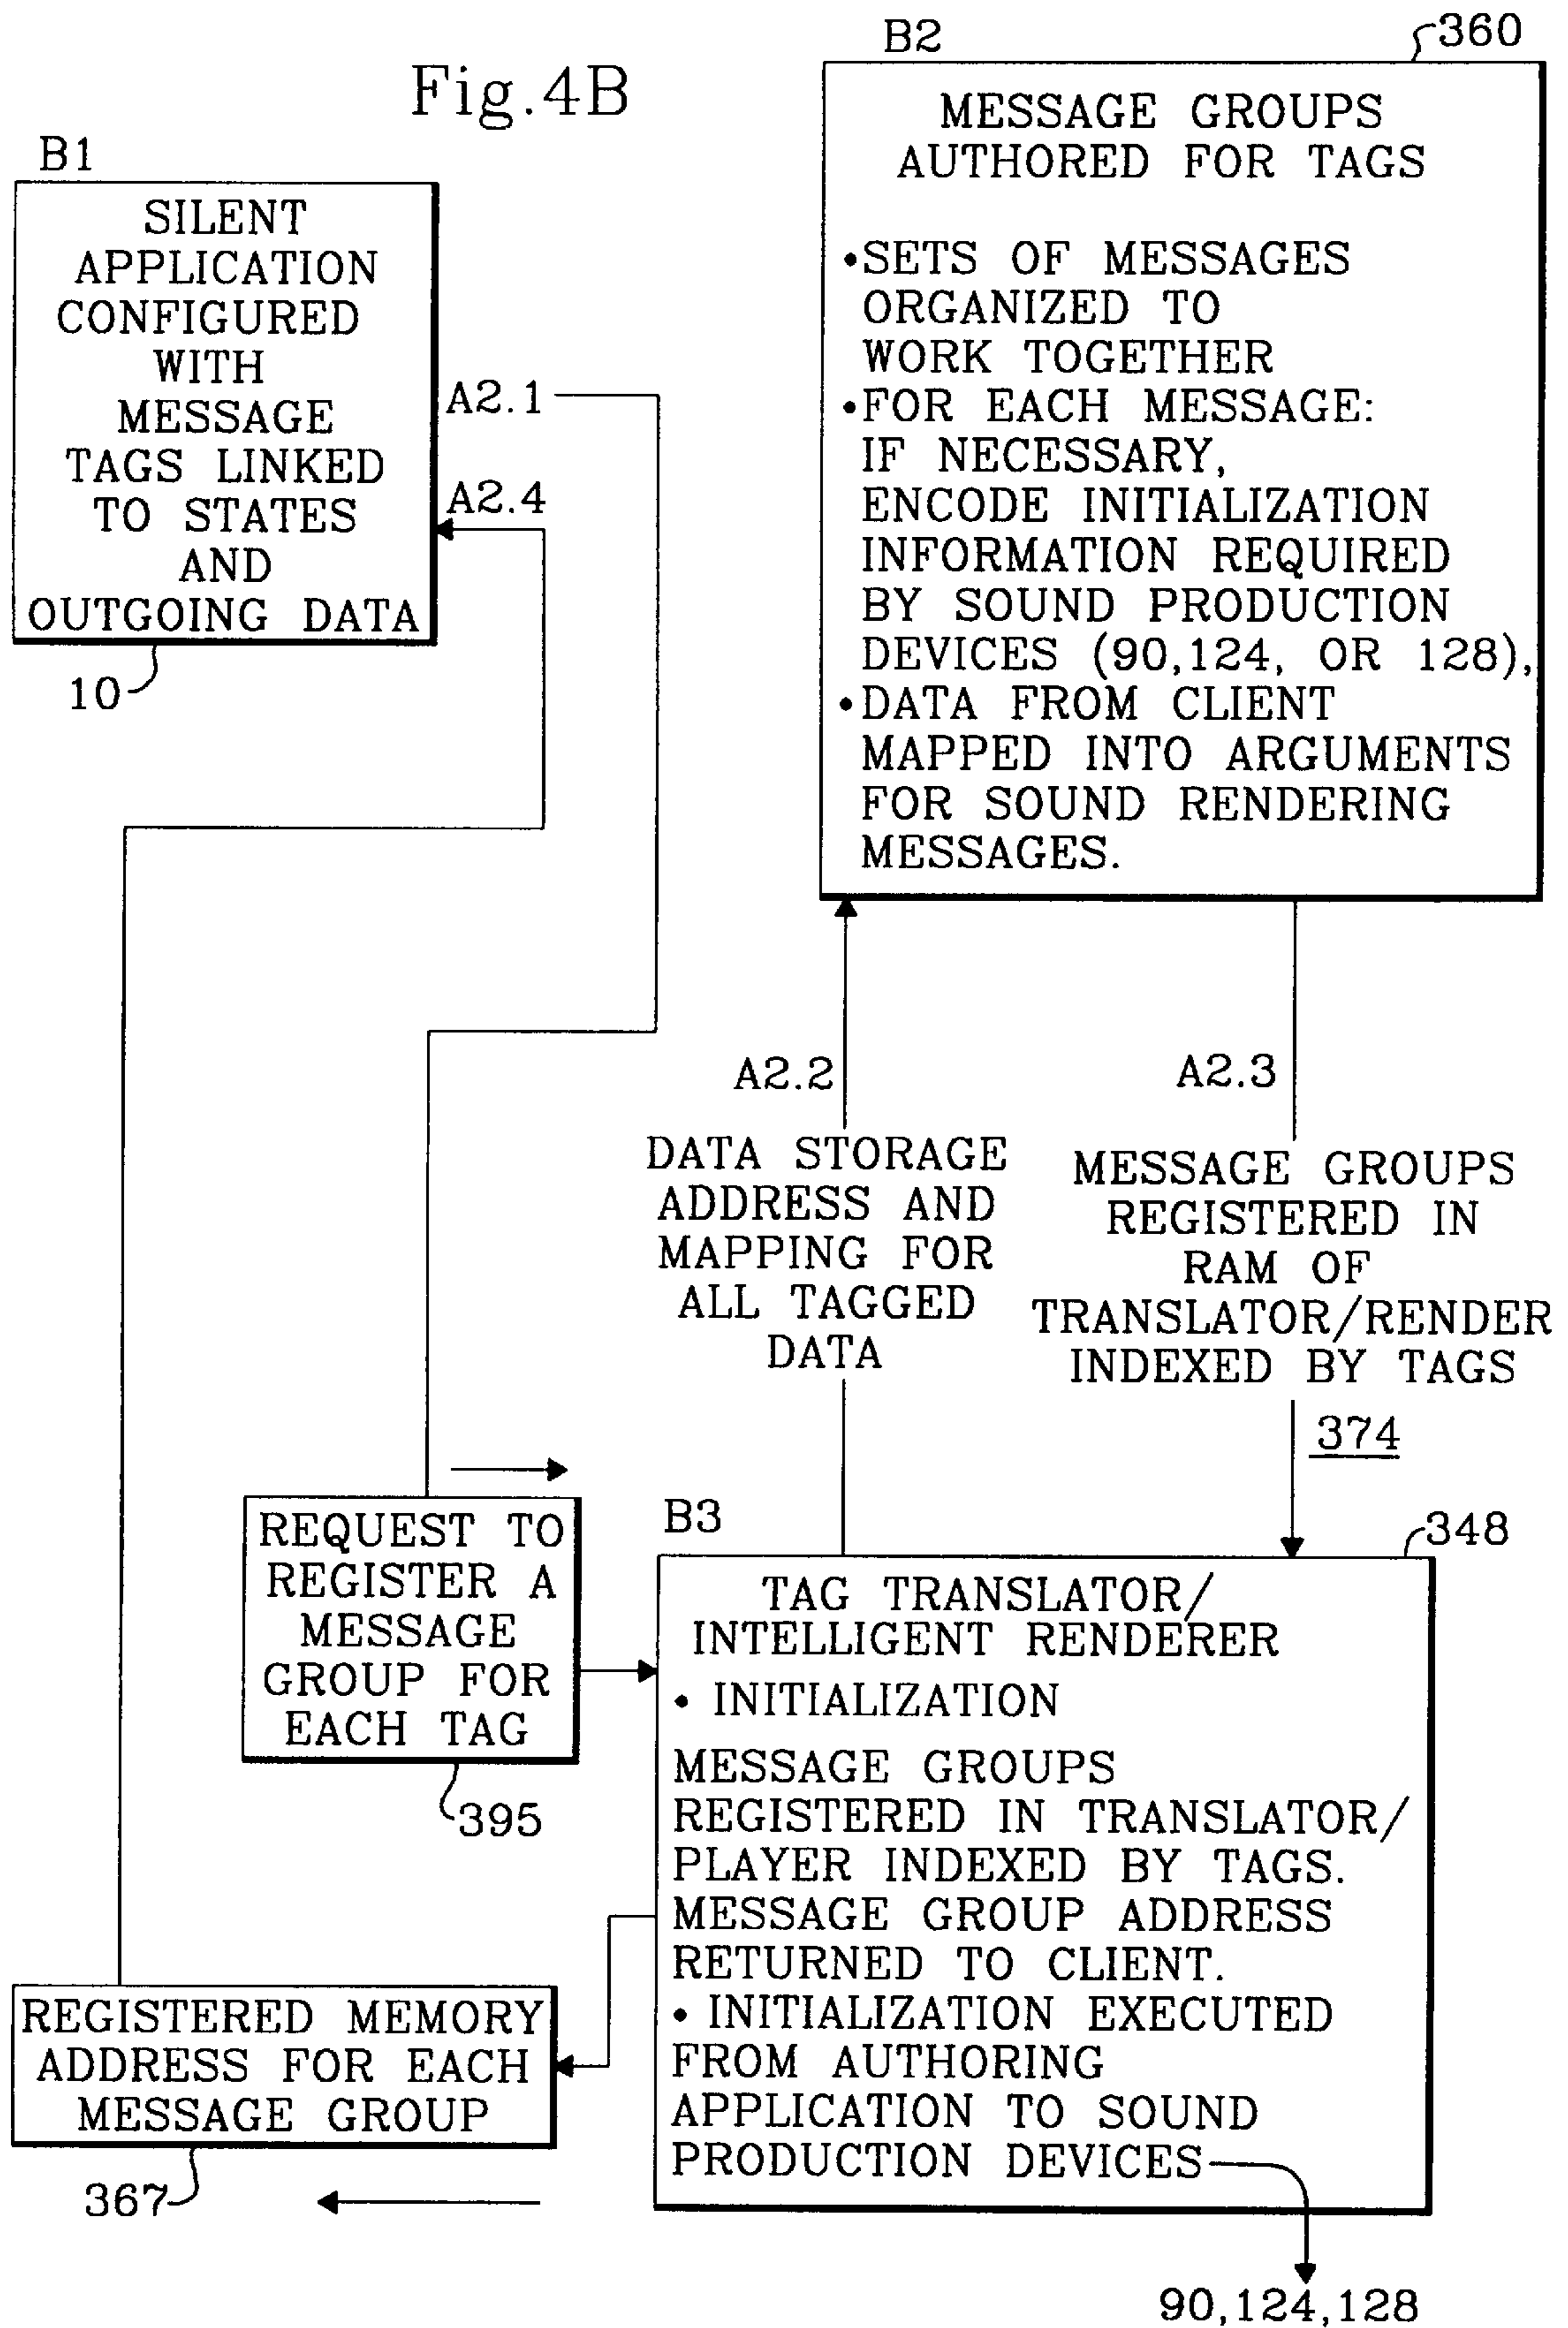 Fig.4B
B1
SILENT
APPLICATION
CONFIGURED
WITH
MESSAGE
TAGS LINKED
TO STATES
AND
OUTGOING DATA
10
A2.1
A2.4
B2
360
MESSAGE GROUPS
AUTHORED FOR TAGS
•SETS OF MESSAGES
ORGANIZED TO
WORK TOGETHER
•FOR EACH MESSAGE:
IF NECESSARY,
ENCODE INITIALIZATION
INFORMATION REQUIRED
BY SOUND PRODUCTION
DEVICES (90,124, OR 128),
•DATA FROM CLIENT
MAPPED INTO ARGUMENTS
FOR SOUND RENDERING
MESSAGES.
A2.2
DATA STORAGE
ADDRESS AND
MAPPING FOR
ALL TAGGED
DATA
A2.3
MESSAGE GROUPS
REGISTERED IN
RAM OF
TRANSLATOR/RENDER
INDEXED BY TAGS
374
REQUEST TO
REGISTER A
MESSAGE
GROUP FOR
EACH TAG
395
B3
348
TAG TRANSLATOR/
INTELLIGENT RENDERER
• INITIALIZATION
MESSAGE GROUPS
REGISTERED IN TRANSLATOR/
PLAYER INDEXED BY TAGS.
MESSAGE GROUP ADDRESS
RETURNED TO CLIENT.
• INITIALIZATION EXECUTED
FROM AUTHORING
APPLICATION TO SOUND
PRODUCTION DEVICES
REGISTERED MEMORY
ADDRESS FOR EACH
MESSAGE GROUP
367
90,124,128